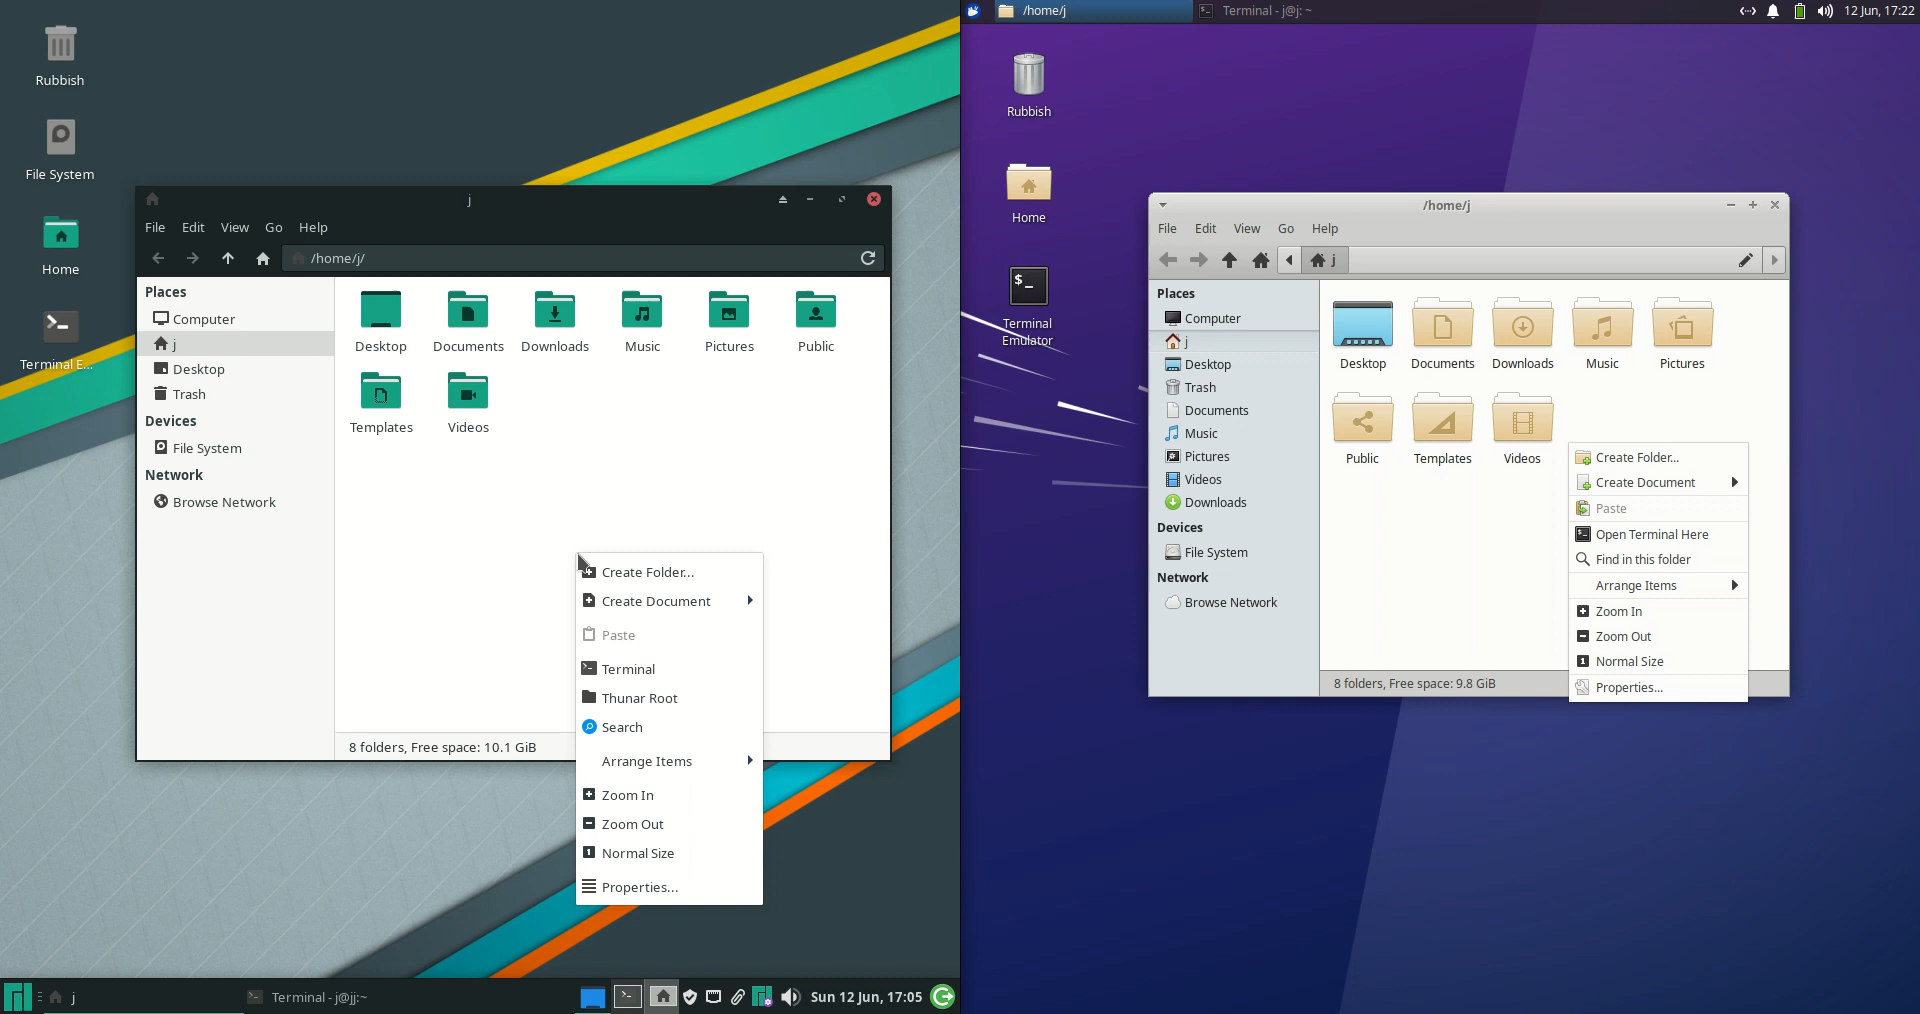 Rubbish
File System
Home
Terminal E...
j
File Edit View Go Help
/home/j/
Places
Computer
j
Desktop
Trash
Devices
File System
Network
Browse Network
Desktop
Documents
Downloads
Music
Pictures
Public
Templates
Videos
8 folders, Free space: 10.1 GiB
Create Folder...
Create Document
Paste
Terminal
Thunar Root
Search
Arrange Items
Zoom In
Zoom Out
Normal Size
Properties...
j
Terminal - j@jj:~
Sun 12 Jun, 17:05
/home/j
Terminal - j@j: ~
12 Jun, 17:22
Rubbish
Home
$_
Terminal
Emulator
/home/j
File Edit View Go Help
j
Places
Computer
j
Desktop
Trash
Documents
Music
Pictures
Videos
Downloads
Devices
File System
Network
Browse Network
Desktop
Documents
Downloads
Music
Pictures
Public
Templates
Videos
8 folders, Free space: 9.8 GiB
Create Folder...
Create Document
Paste
Open Terminal Here
Find in this folder
Arrange Items
Zoom In
Zoom Out
Normal Size
Properties...